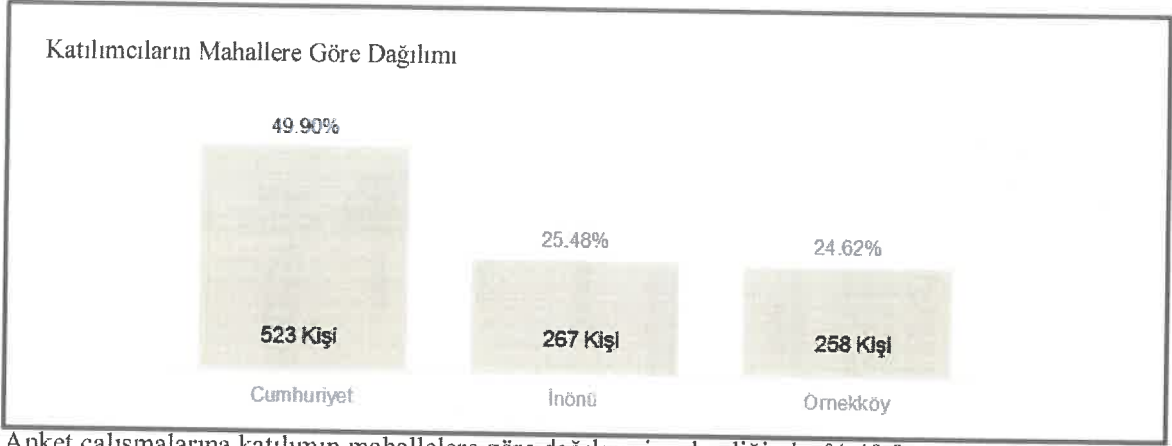 Katılımcıların Mahallere Göre Dağılımı
49.90%
25.48%
24.62%
523 Kişi
267 Kişi
258 Kişi
Cumhuriyet
İnönü
Örnekköy
Anket çalışmalarına katılımın mahallelere göre dağılımı